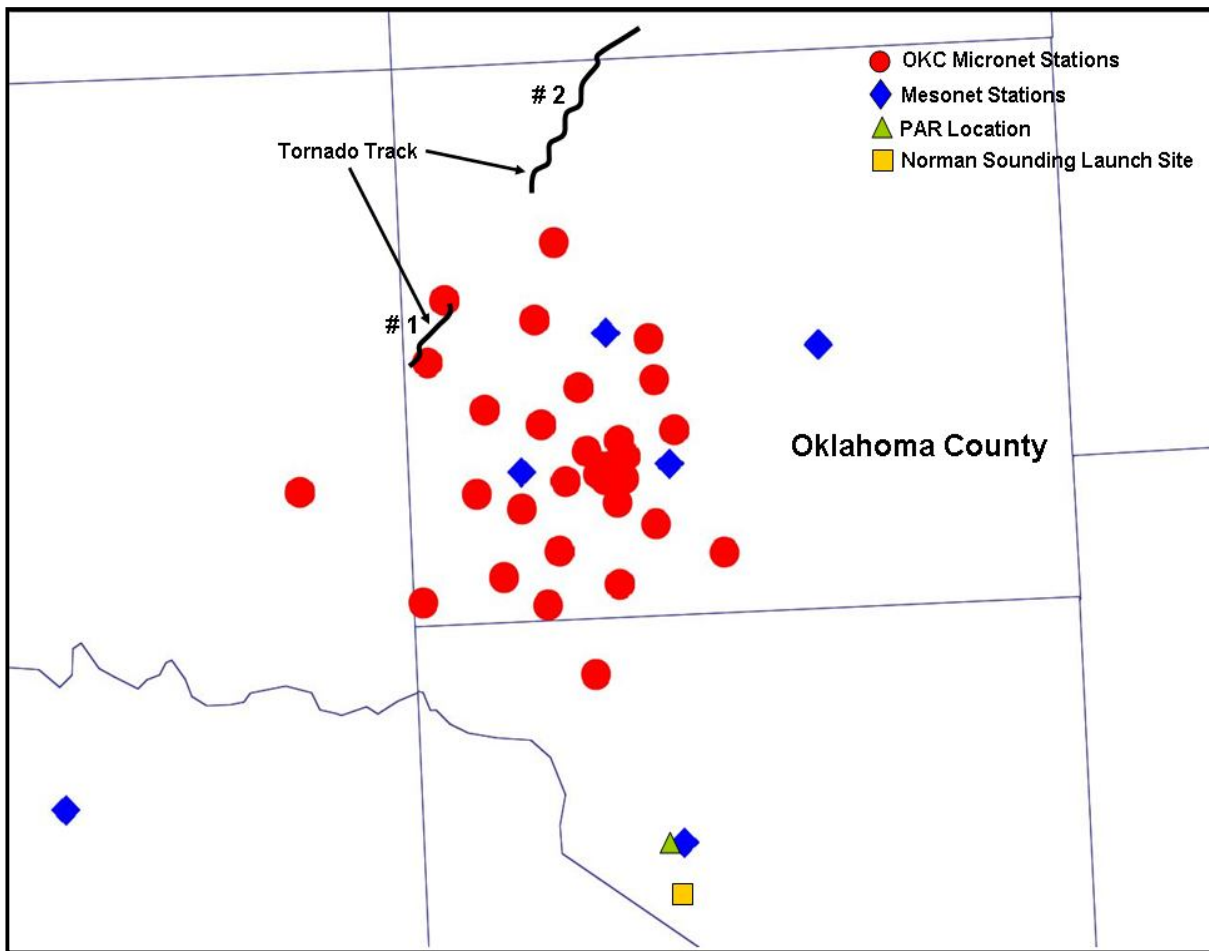 OKC Micronet Stations
Mesonet Stations
PAR Location
Norman Sounding Launch Site
# 2
Tornado Track
# 1
Oklahoma County